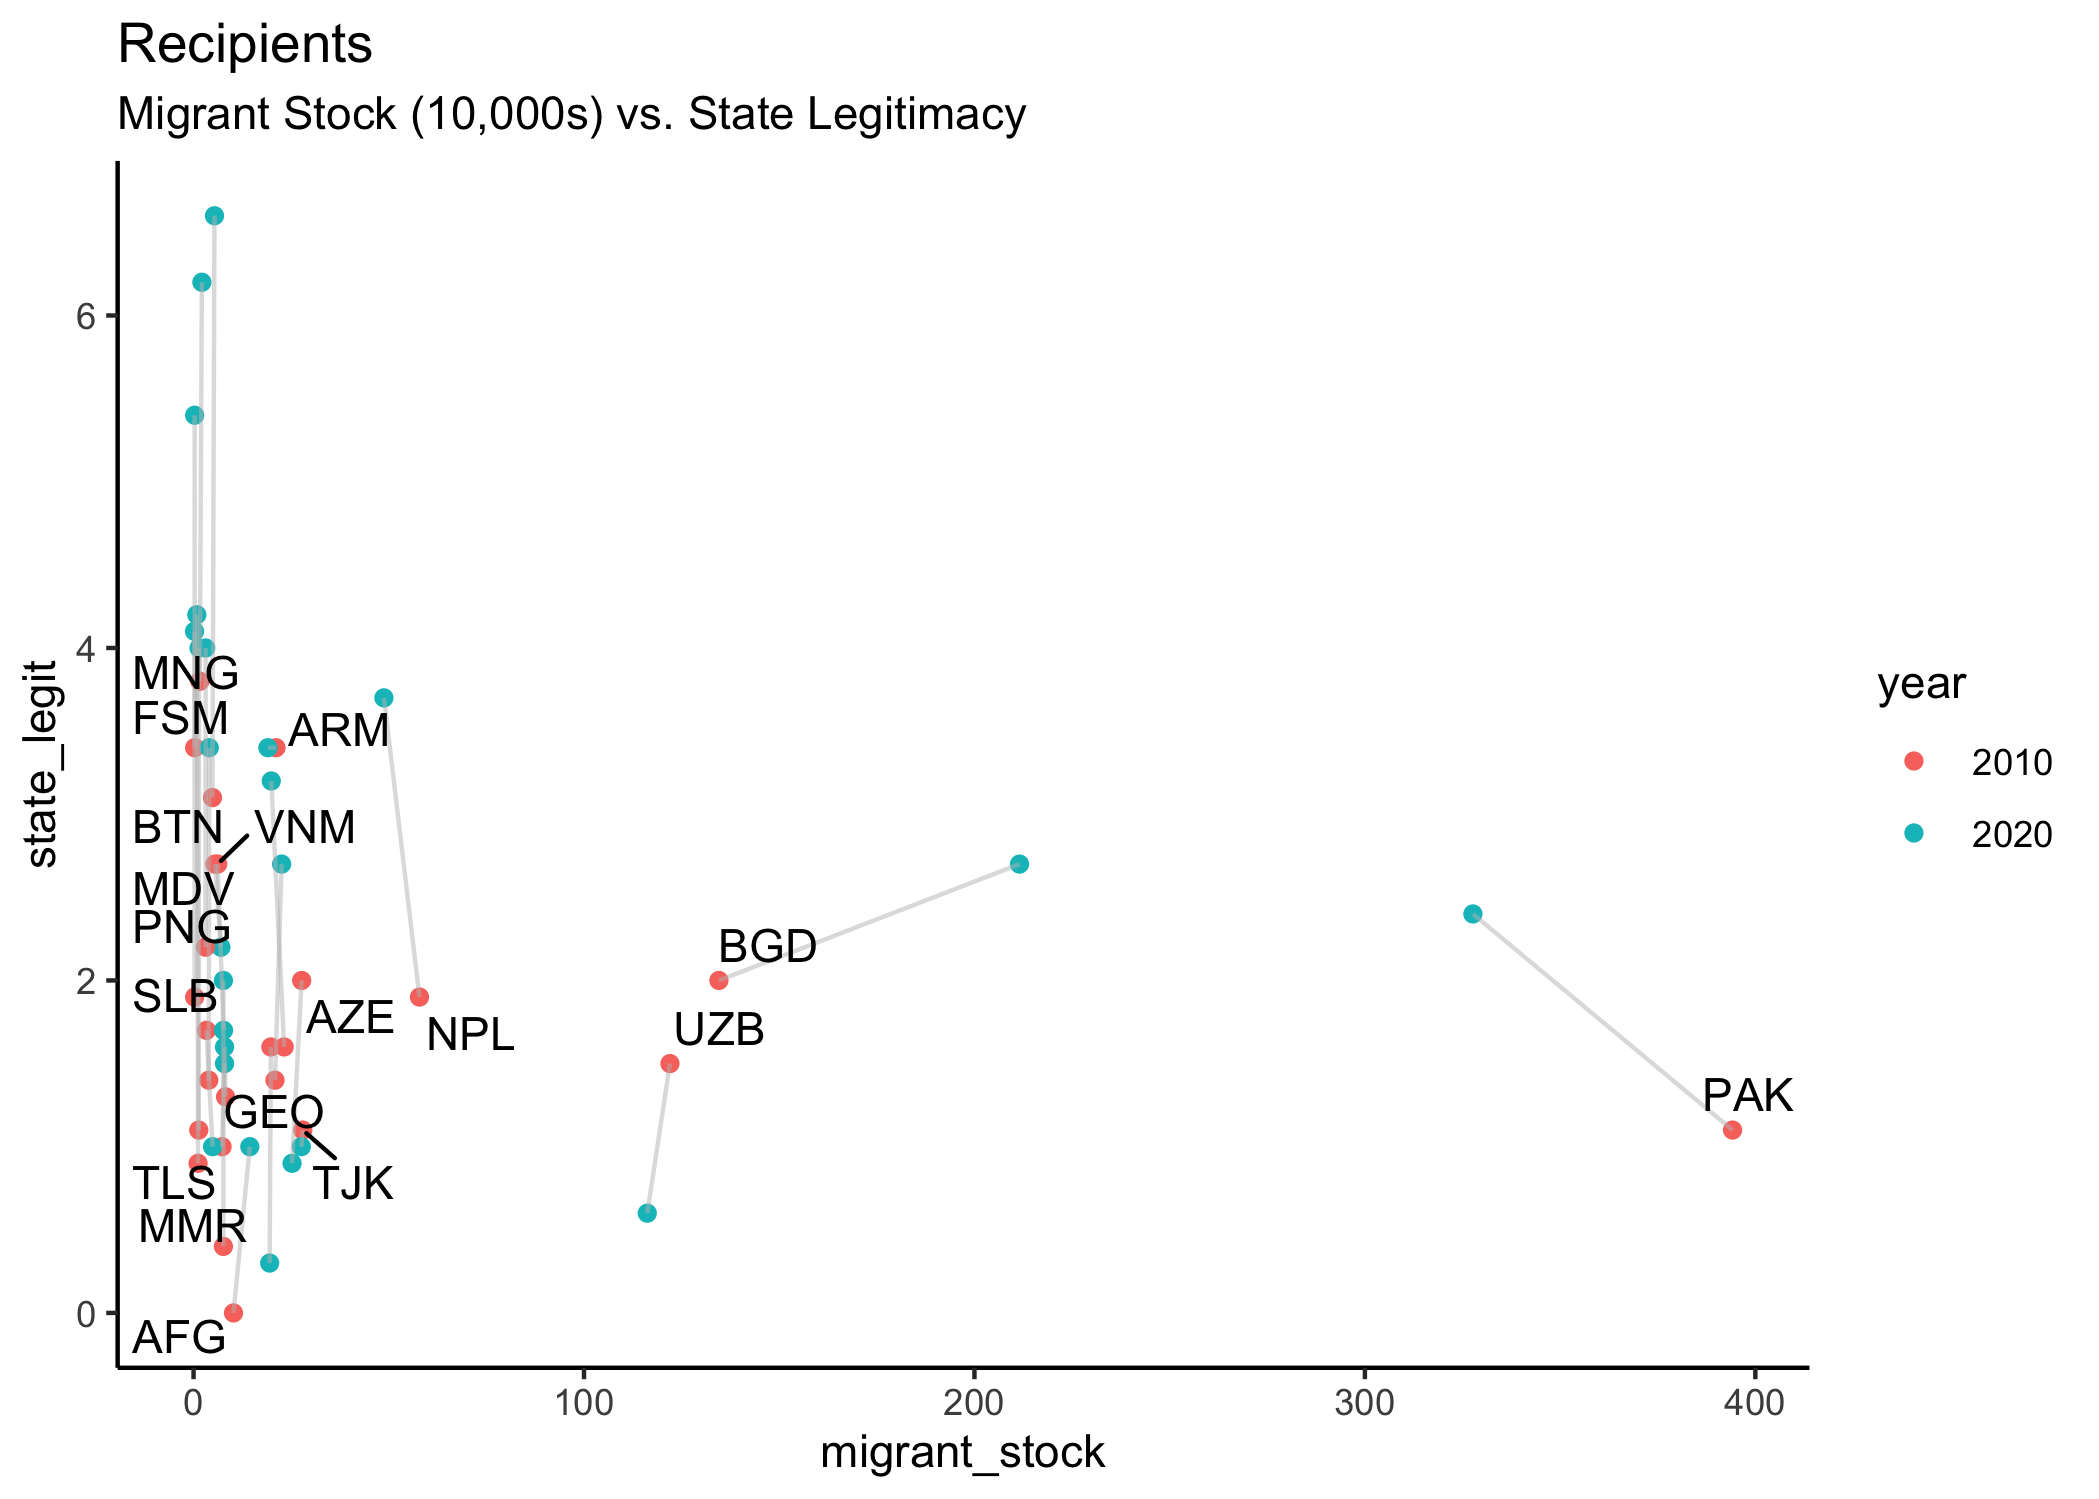 Recipients
Migrant Stock (10,000s) vs. State Legitimacy
6
4
2
0
state_legit
MNG
FSM
ARM
BTN
VNM
MDV
PNG
SLB
AZE
NPL
BGD
UZB
GEO
PAK
TLS
TJK
MMR
AFG
0
100
200
300
400
migrant_stock
year
2010
2020